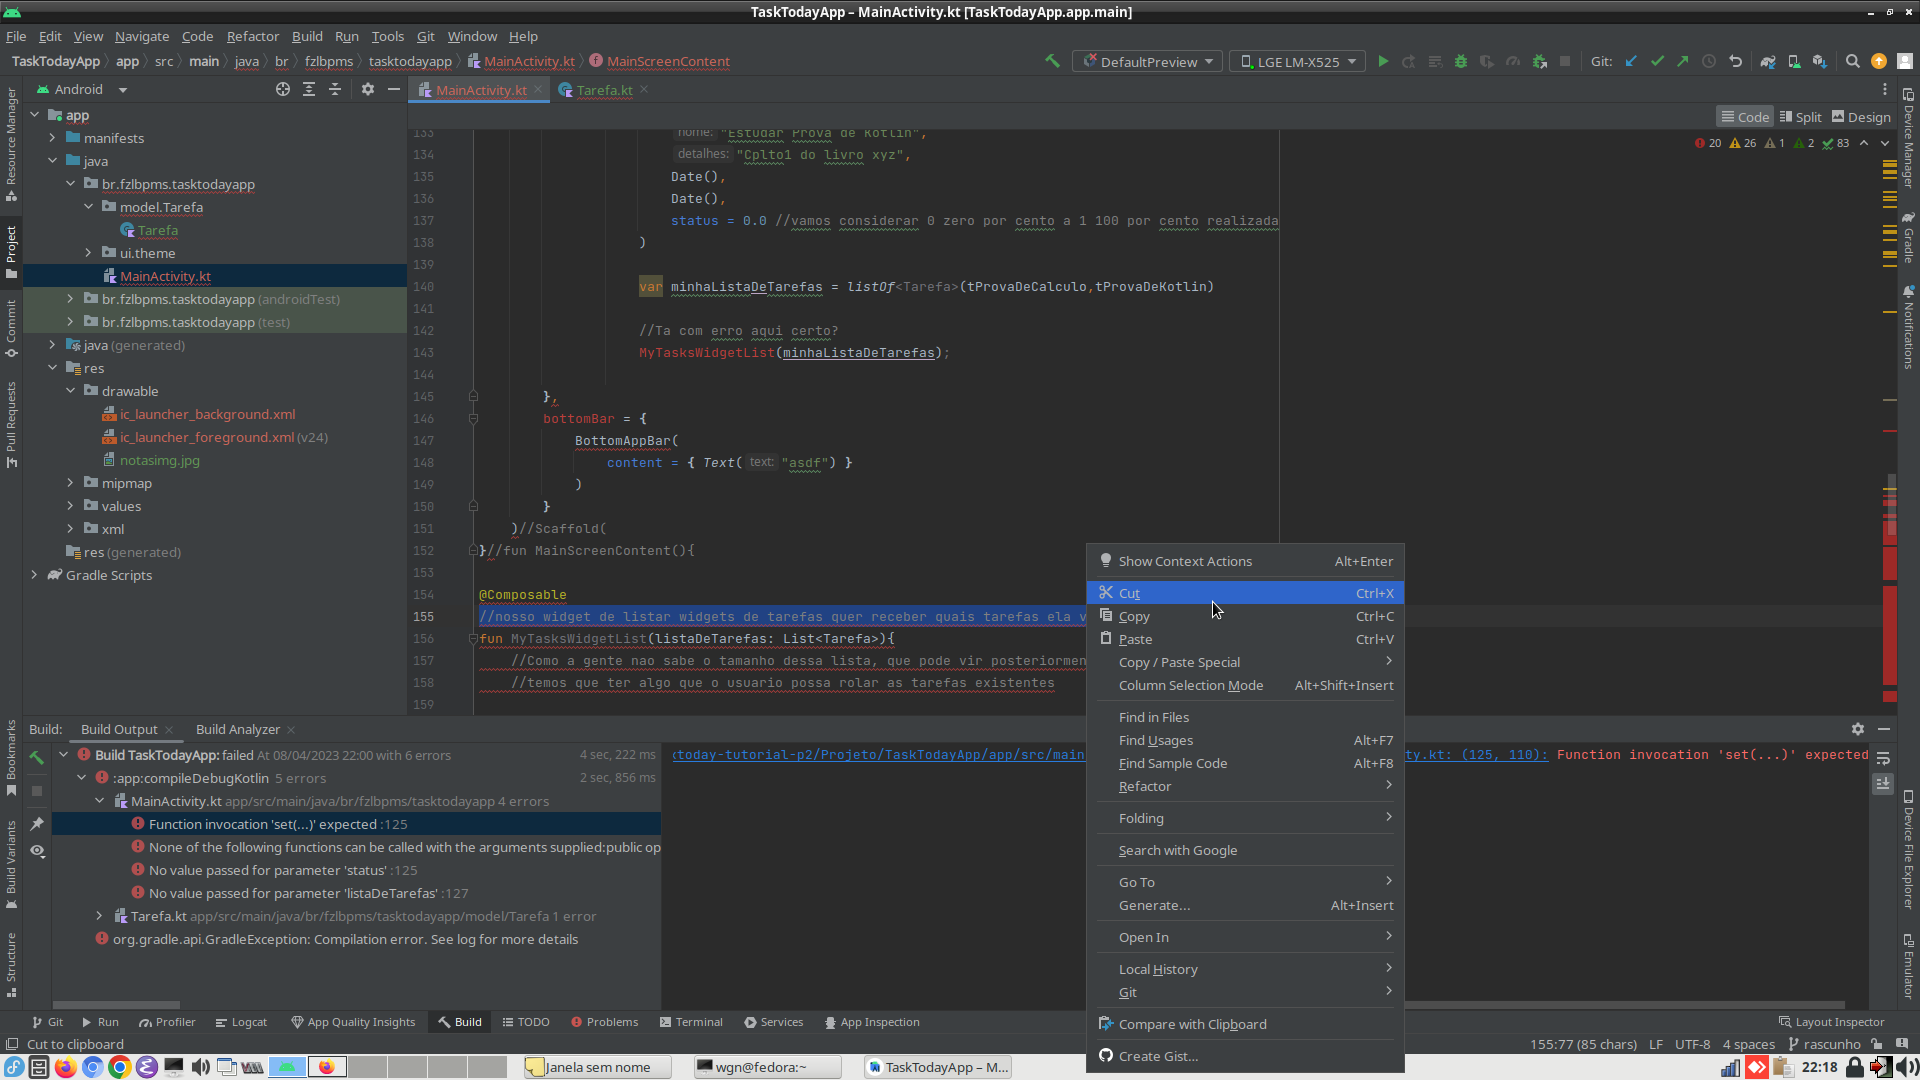 TaskTodayApp – MainActivity.kt [TaskTodayApp.app.main]
File Edit View Navigate Code Refactor Build Run Tools Git Window Help
TaskTodayApp app src main java br fzlbpms tasktodayapp MainActivity.kt MainScreenContent DefaultPreview LGE LM-X525 Git:
Android MainActivity.kt Tarefa.kt
Code Split Design
20 26 1 2 83
app
manifests
java
br.fzlbpms.tasktodayapp
model.Tarefa
Tarefa
ui.theme
MainActivity.kt
br.fzlbpms.tasktodayapp (androidTest)
br.fzlbpms.tasktodayapp (test)
java (generated)
res
drawable
ic_launcher_background.xml
ic_launcher_foreground.xml (v24)
notasimg.jpg
mipmap
values
xml
res (generated)
Gradle Scripts
Resource Manager
Project
Commit
Pull Requests
Bookmarks
Build Variants
Structure
133 nome: "Estudar Prova de Kotlin",
134 detalhes: "Cplto1 do livro xyz",
135 Date(),
136 Date(),
137 status = 0.0 //vamos considerar 0 zero por cento a 1 100 por cento realizada
138 )
139
140 var minhaListaDeTarefas = listOf<Tarefa>(tProvaDeCalculo,tProvaDeKotlin)
141
142 //Ta com erro aqui certo?
143 MyTasksWidgetList(minhaListaDeTarefas);
144
145 },
146 bottomBar = {
147 BottomAppBar(
148 content = { Text( text: "asdf") }
149 )
150 }
151 )//Scaffold(
152 }//fun MainScreenContent(){
153
154 @Composable
155 //nosso widget de listar widgets de tarefas quer receber quais tarefas ela v
156 fun MyTasksWidgetList(listaDeTarefas: List<Tarefa>){
157 //Como a gente nao sabe o tamanho dessa lista, que pode vir posteriormen
158 //temos que ter algo que o usuario possa rolar as tarefas existentes
159
Show Context Actions Alt+Enter
Cut Ctrl+X
Copy Ctrl+C
Paste Ctrl+V
Copy / Paste Special
Column Selection Mode Alt+Shift+Insert
Find in Files
Find Usages Alt+F7
Find Sample Code Alt+F8
Refactor
Folding
Search with Google
Go To
Generate... Alt+Insert
Open In
Local History
Git
Compare with Clipboard
Create Gist...
Device Manager
Gradle
Notifications
Device File Explorer
Emulator
Build: Build Output Build Analyzer
Build TaskTodayApp: failed At 08/04/2023 22:00 with 6 errors 4 sec, 222 ms
:app:compileDebugKotlin 5 errors 2 sec, 856 ms
MainActivity.kt app/src/main/java/br/fzlbpms/tasktodayapp 4 errors
Function invocation 'set(...)' expected :125
None of the following functions can be called with the arguments supplied:public op
No value passed for parameter 'status' :125
No value passed for parameter 'listaDeTarefas' :127
Tarefa.kt app/src/main/java/br/fzlbpms/tasktodayapp/model/Tarefa 1 error
org.gradle.api.GradleException: Compilation error. See log for more details
today-tutorial-p2/Projeto/TaskTodayApp/app/src/main ty.kt: (125, 110): Function invocation 'set(...)' expected
Git Run Profiler Logcat App Quality Insights Build TODO Problems Terminal Services App Inspection Layout Inspector
Cut to clipboard 155:77 (85 chars) LF UTF-8 4 spaces rascunho
Janela sem nome wgn@fedora:~ TaskTodayApp – M... 22:18